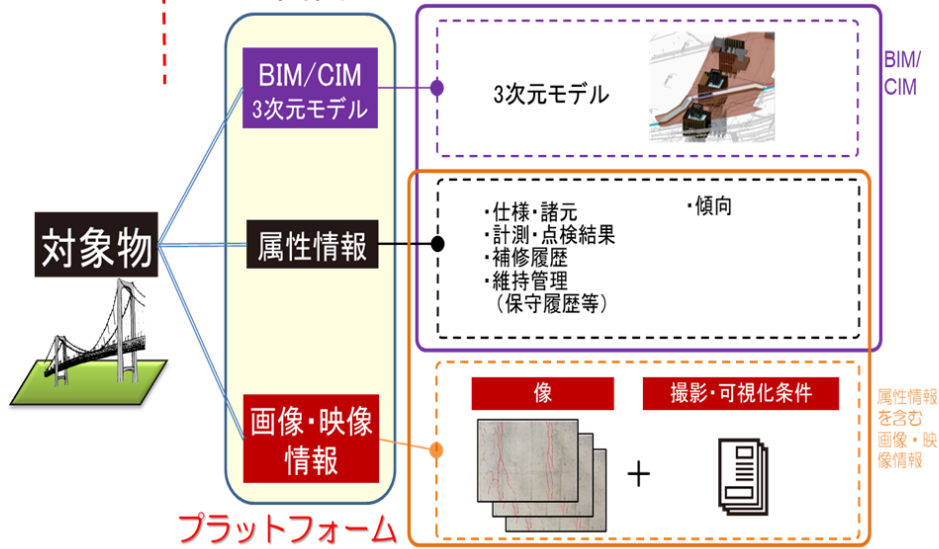 BIM/CIM
3次元モデル
3次元モデル
BIM/
CIM
対象物
属性情報
・仕様・諸元
・計測・点検結果
・補修履歴
・維持管理
（保守履歴等）
・傾向
画像・映像
情報
像
撮影・可視化条件
+
属性情報
を含む
画像・映
像情報
プラットフォーム